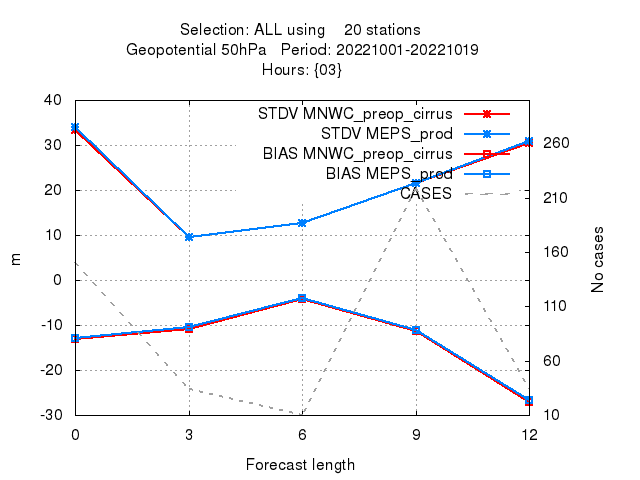 Selection: ALL using 20 stations
Geopotential 50hPa Period: 20221001-20221019
Hours: {03}
STDV MNWC_preop_cirrus
STDV MEPS_prod
BIAS MNWC_preop_cirrus
BIAS MEPS_prod
CASES
40
30
20
10
0
-10
-20
-30
m
260
210
160
110
60
10
No cases
0 3 6 9 12
Forecast length